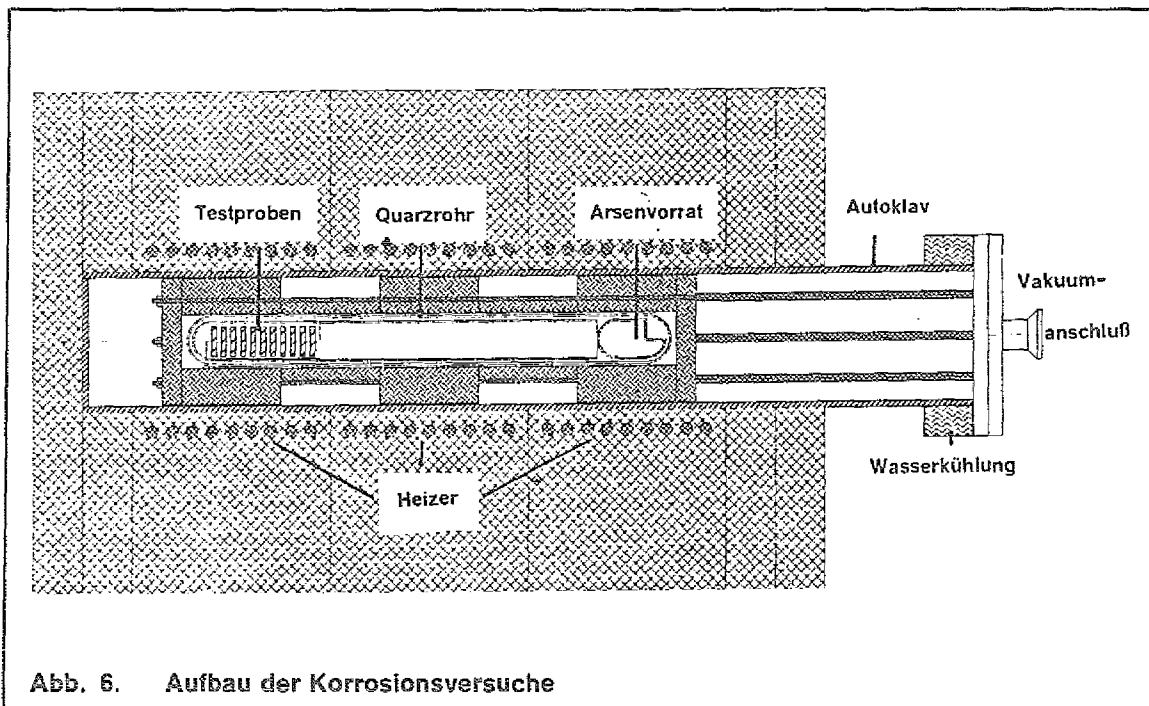 Testproben
Quarzrohr
Arsenvorrat
Autoklav
Vakuum-
anschluß
Wasserkühlung
Heizer
Abb. 6. Aufbau der Korrosionsversuche